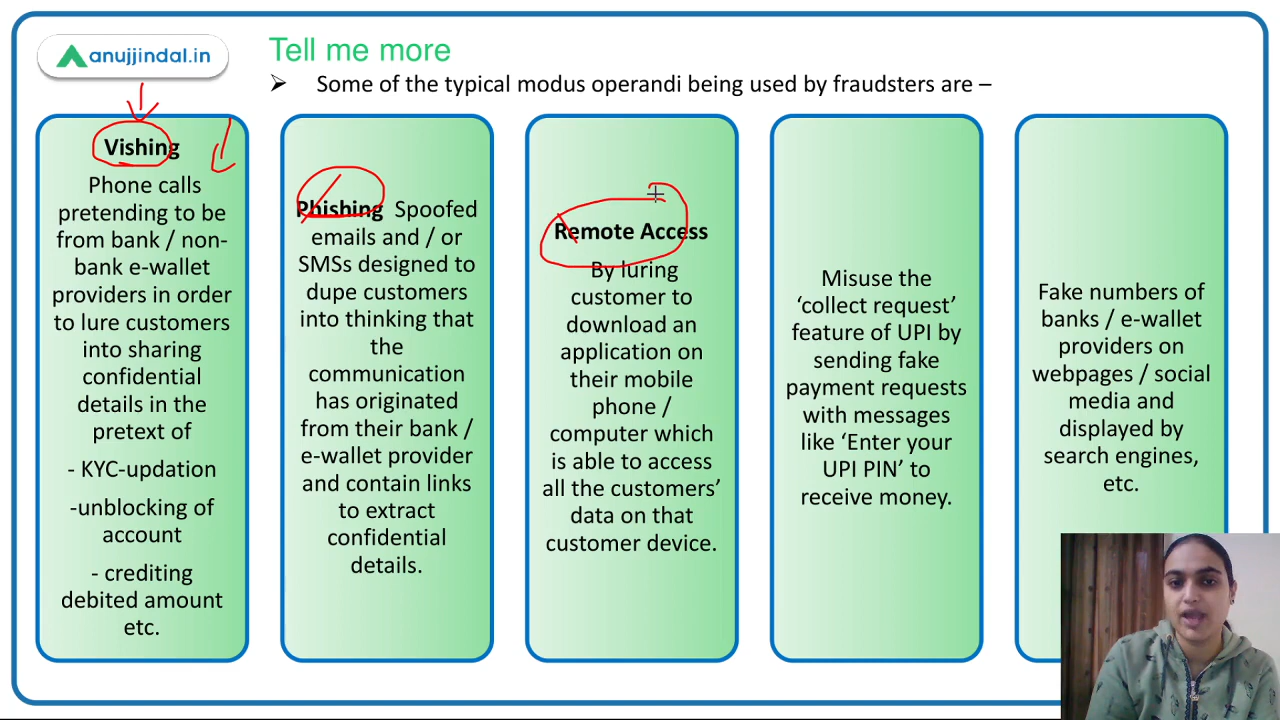 anujjindal.in
Tell me more
Some of the typical modus operandi being used by fraudsters are –
Vishing
Phone calls
pretending to be
from bank / non-
bank e-wallet
providers in order
to lure customers
into sharing
confidential
details in the
pretext of
- KYC-updation
-unblocking of
account
- crediting
debited amount
etc.
Phishing Spoofed
emails and / or
SMSs designed to
dupe customers
into thinking that
the
communication
has originated
from their bank /
e-wallet provider
and contain links
to extract
confidential
details.
Remote Access
By luring
customer to
download an
application on
their mobile
phone /
computer which
is able to access
all the customers’
data on that
customer device.
Misuse the
‘collect request’
feature of UPI by
sending fake
payment requests
with messages
like ‘Enter your
UPI PIN’ to
receive money.
Fake numbers of
banks / e-wallet
providers on
webpages / social
media and
displayed by
search engines,
etc.